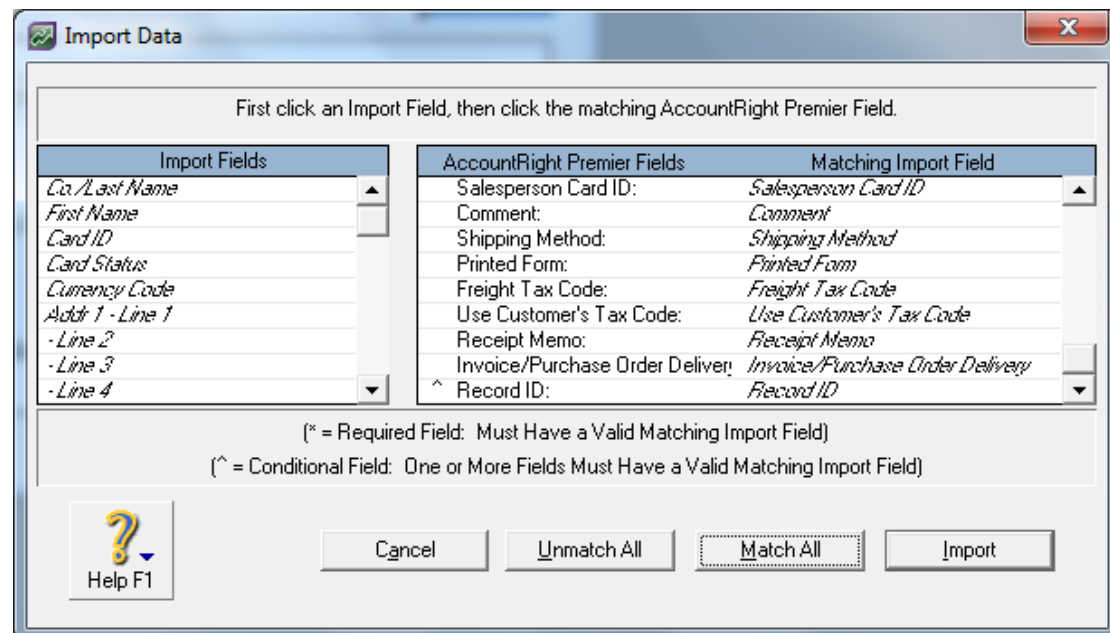 Import Data
x
First click an Import Field, then click the matching AccountRight Premier Field.
Import Fields
Co./Last Name
First Name
Card ID
Card Status
Currency Code
Addr 1 - Line 1
- Line 2
- Line 3
- Line 4
AccountRight Premier Fields Matching Import Field
Salesperson Card ID: Salesperson Card ID
Comment: Comment
Shipping Method: Shipping Method
Printed Form: Printed Form
Freight Tax Code: Freight Tax Code
Use Customer's Tax Code: Use Customer's Tax Code
Receipt Memo: Receipt Memo
Invoice/Purchase Order Delivery Invoice/Purchase Order Delivery
^ Record ID: Record ID
(* = Required Field: Must Have a Valid Matching Import Field)
(^ = Conditional Field: One or More Fields Must Have a Valid Matching Import Field)
?
Help F1
Cancel
Unmatch All
Match All
Import